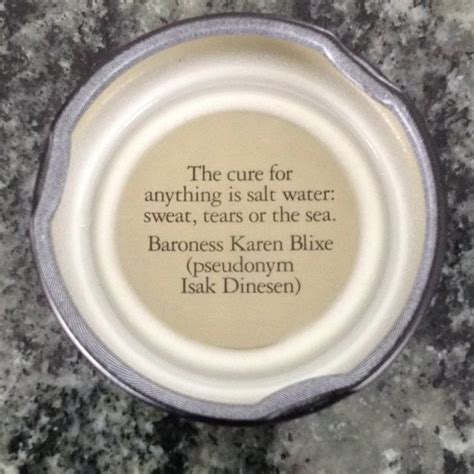 The cure for
anything is salt water:
sweat, tears or the sea.
Baroness Karen Blixe
(pseudonym
Isak Dinesen)